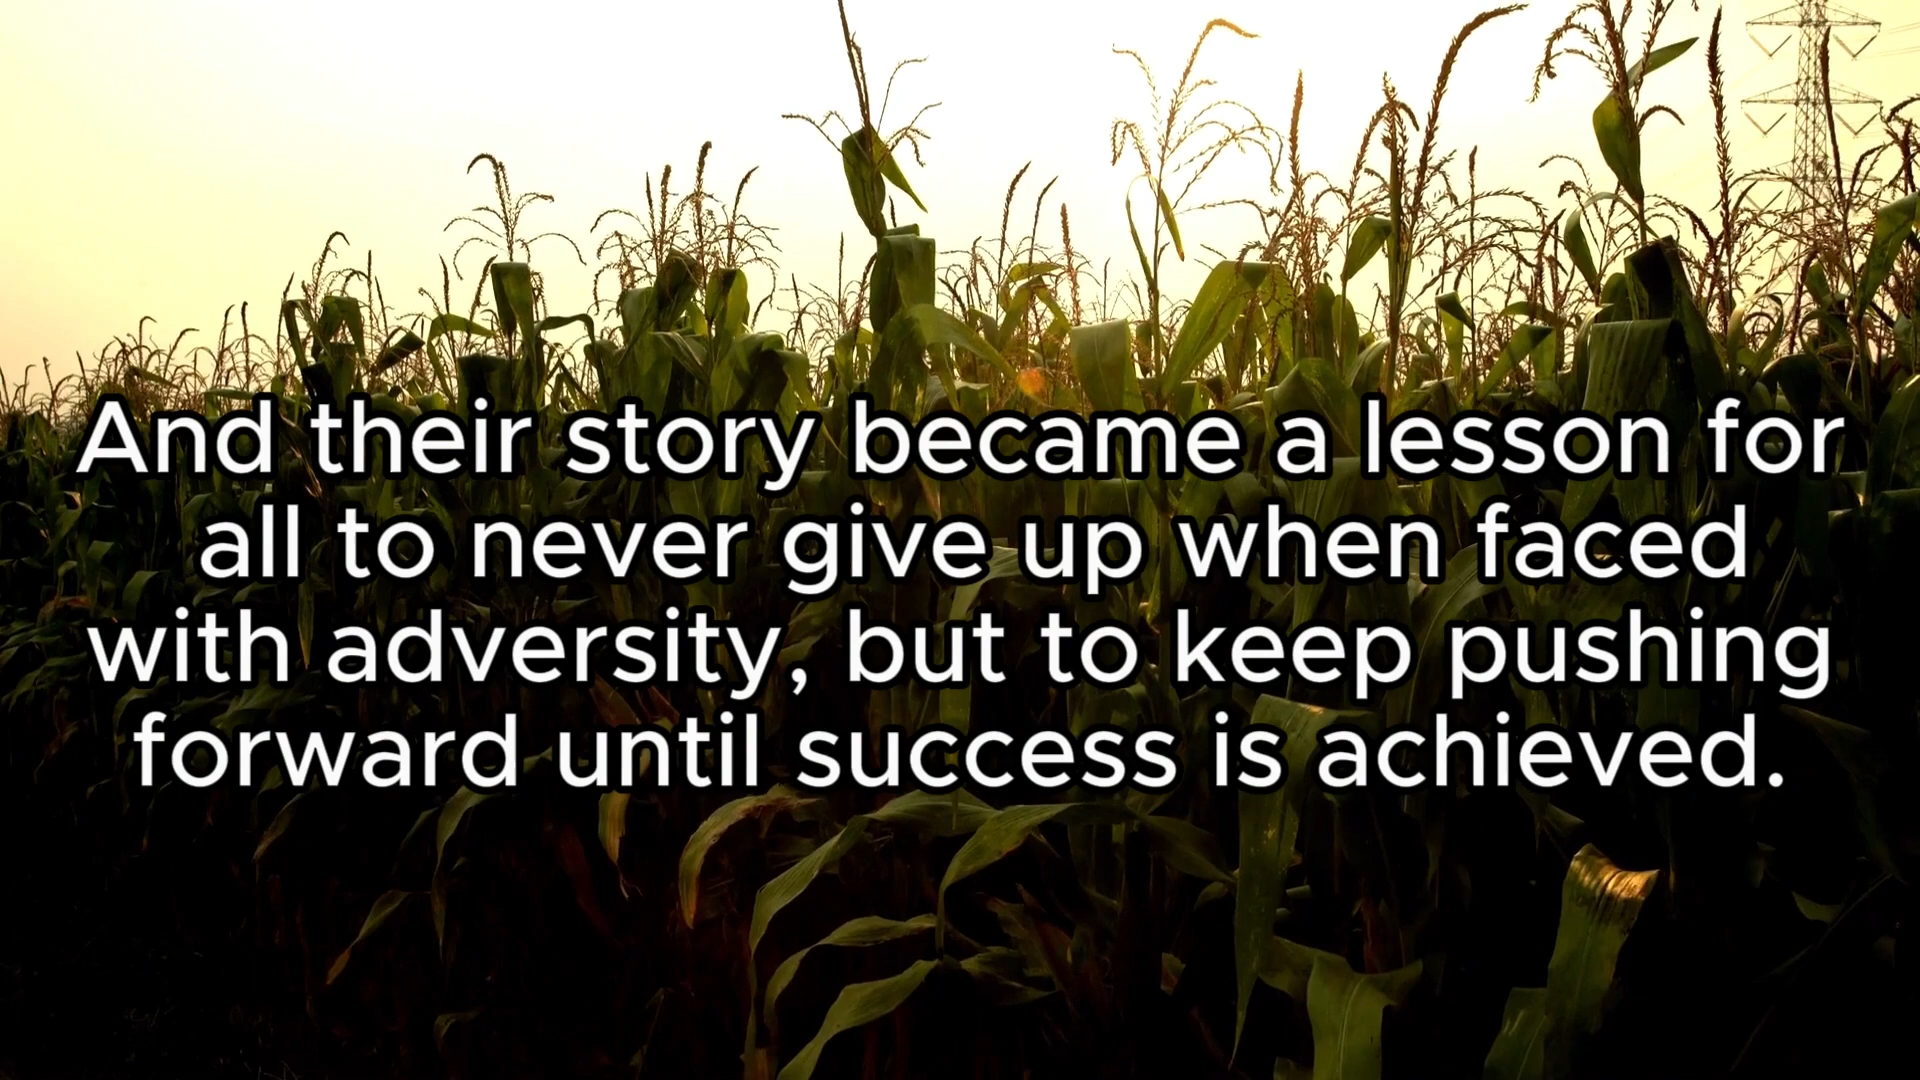 And their story became a lesson for
all to never give up when faced
with adversity, but to keep pushing
forward until success is achieved.